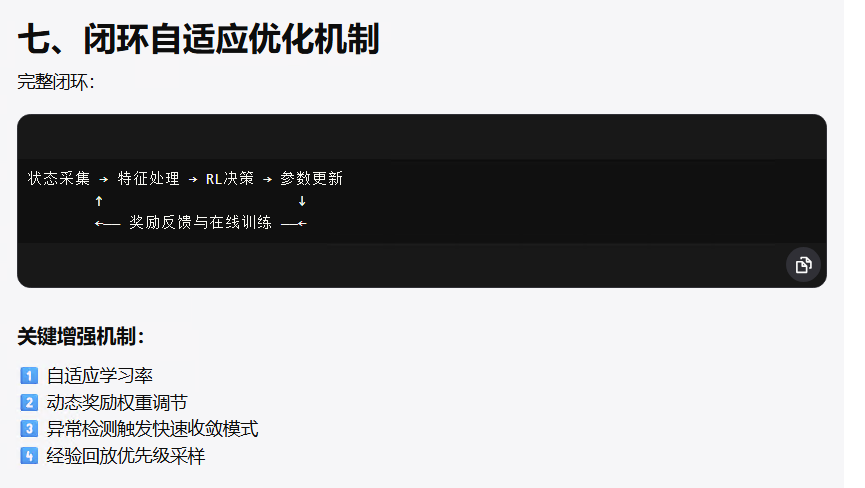 七、闭环自适应优化机制
完整闭环：
状态采集 → 特征处理 → RL决策 → 参数更新
↑ ↓
←—— 奖励反馈与在线训练 ——←
关键增强机制：
1️⃣ 自适应学习率
2️⃣ 动态奖励权重调节
3️⃣ 异常检测触发快速收敛模式
4️⃣ 经验回放优先级采样